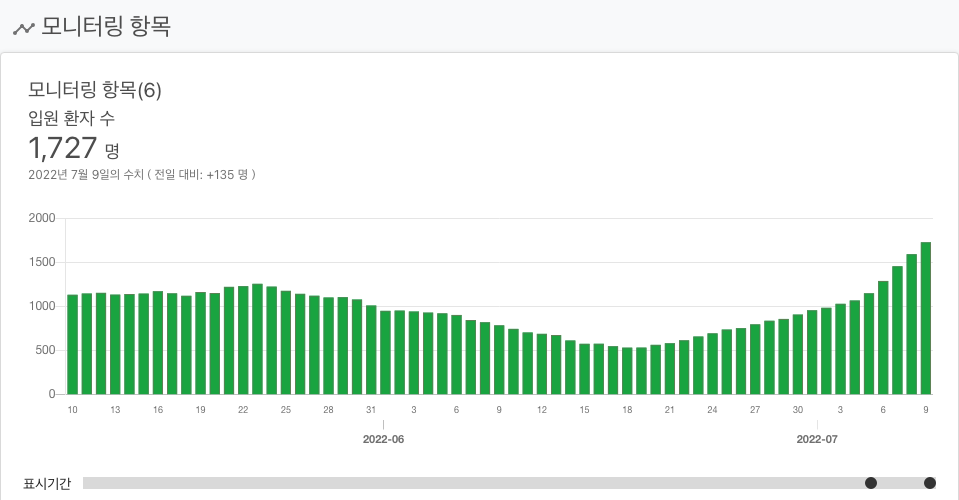 모니터링 항목
모니터링 항목(6)
입원 환자 수
1,727 명
2022년 7월 9일의 수치 ( 전일 대비: +135 명 )
2000
1500
1000
500
0
10 13 16 19 22 25 28 31 3 6 9 12 15 18 21 24 27 30 3 6 9
2022-06 2022-07
표시기간